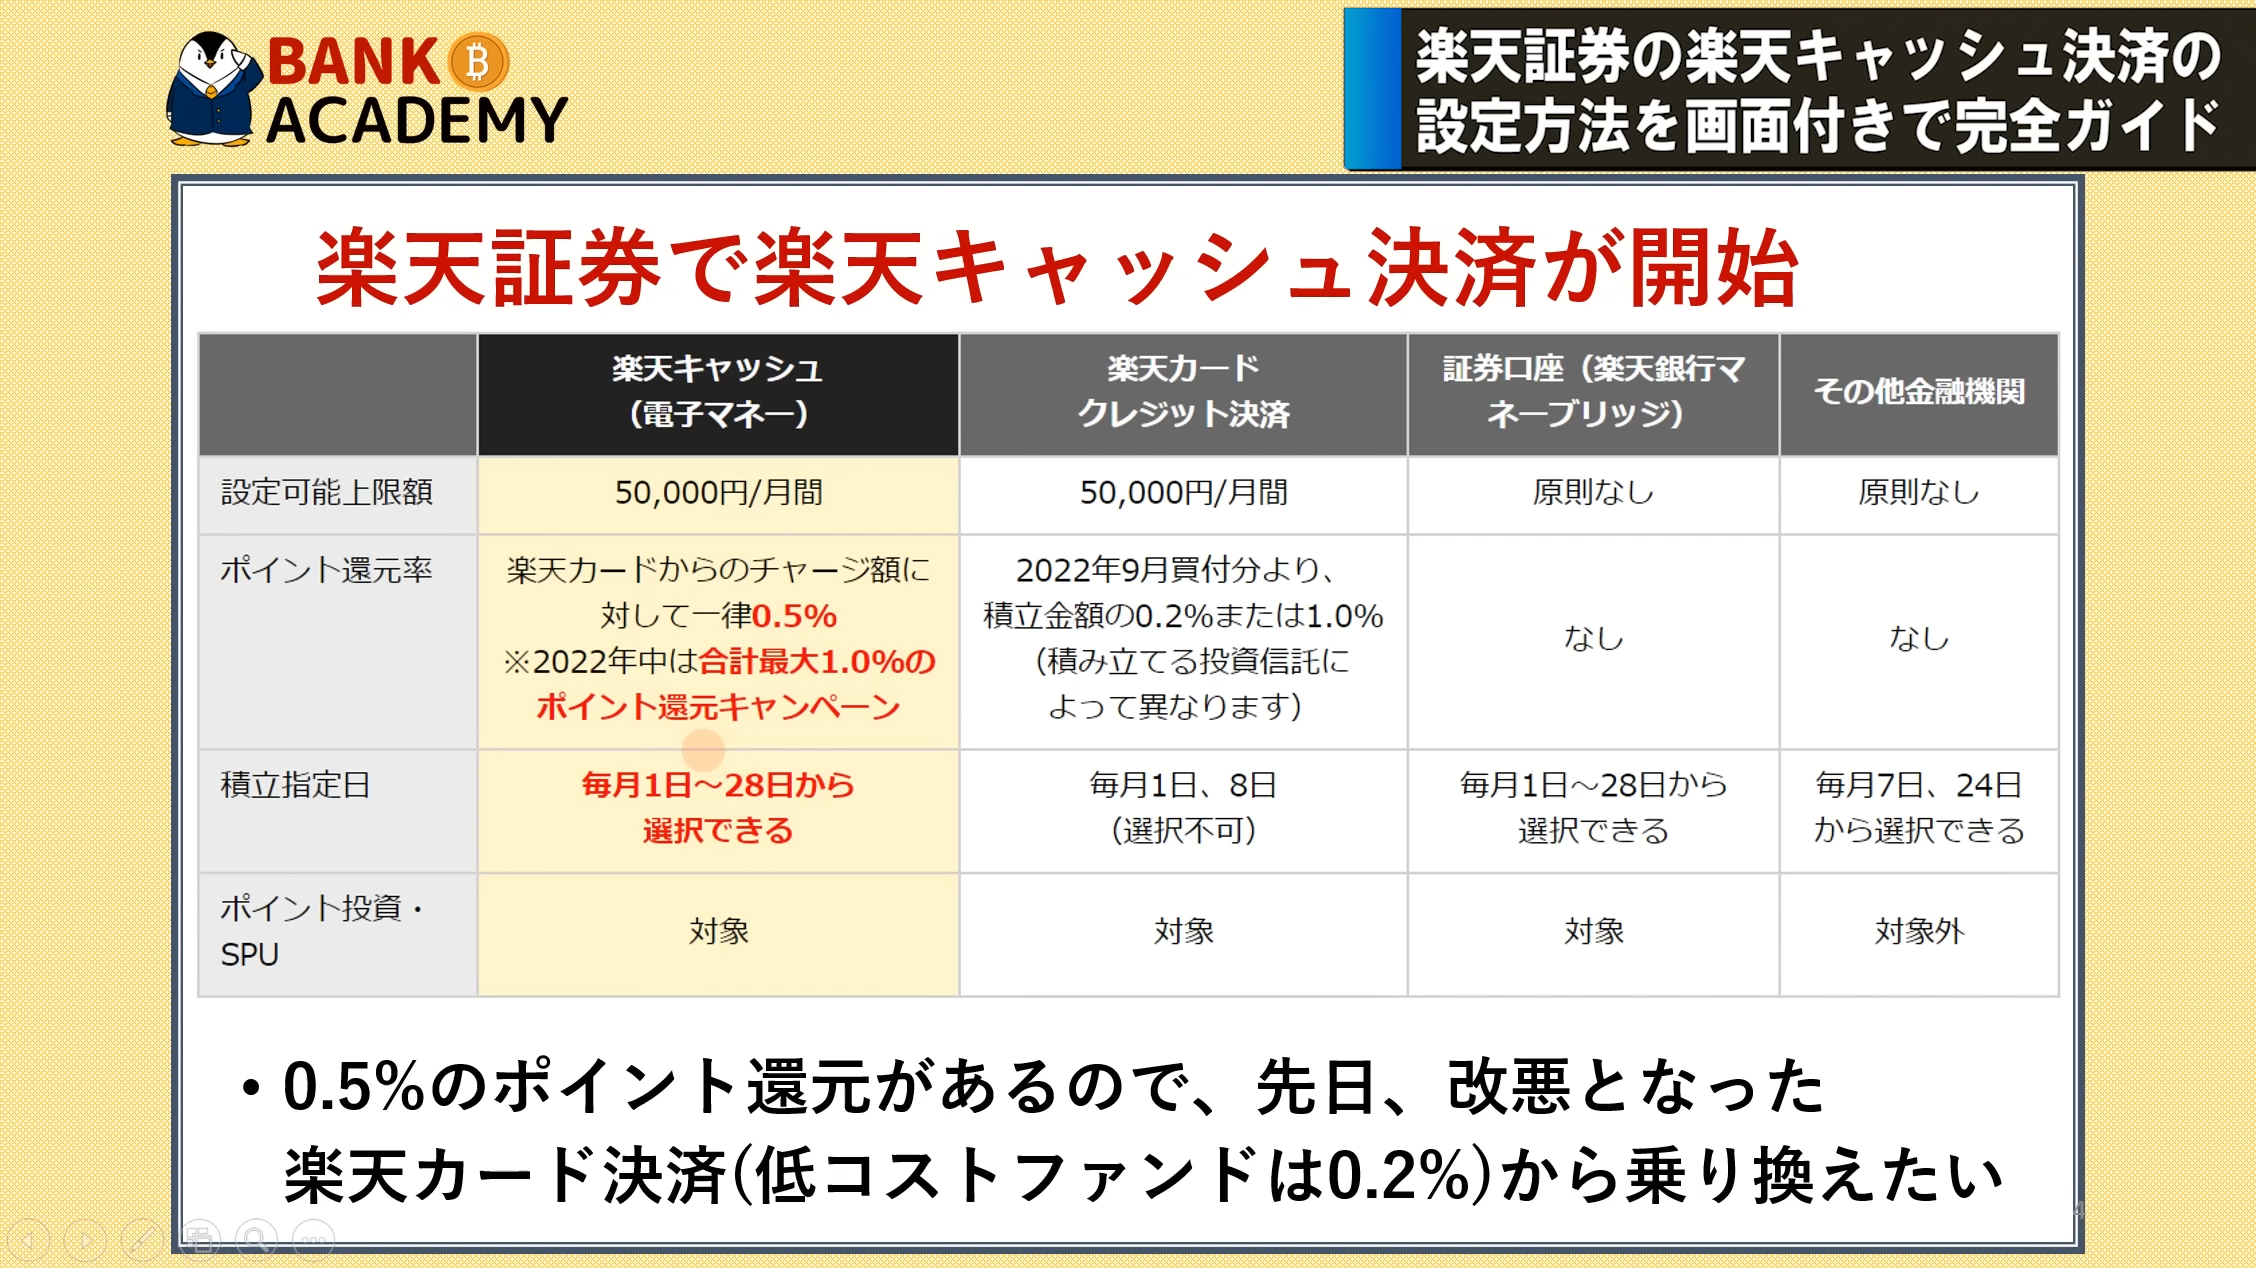 BANK
ACADEMY
楽天証券の楽天キャッシュ決済の
設定方法を画面付きで完全ガイド
楽天証券で楽天キャッシュ決済が開始
楽天キャッシュ
（電子マネー）
楽天カード
クレジット決済
証券口座（楽天銀行マ
ネーブリッジ）
その他金融機関
設定可能上限額
50,000円/月間
50,000円/月間
原則なし
原則なし
ポイント還元率
楽天カードからのチャージ額に
対して一律0.5%
※2022年中は合計最大1.0%の
ポイント還元キャンペーン
2022年9月買付分より、
積立金額の0.2%または1.0%
（積み立てる投資信託に
よって異なります）
なし
なし
積立指定日
毎月1日～28日から
選択できる
毎月1日、8日
（選択不可）
毎月1日～28日から
選択できる
毎月7日、24日
から選択できる
ポイント投資・
SPU
対象
対象
対象
対象外
・0.5%のポイント還元があるので、先日、改悪となった
楽天カード決済(低コストファンドは0.2%)から乗り換えたい
4